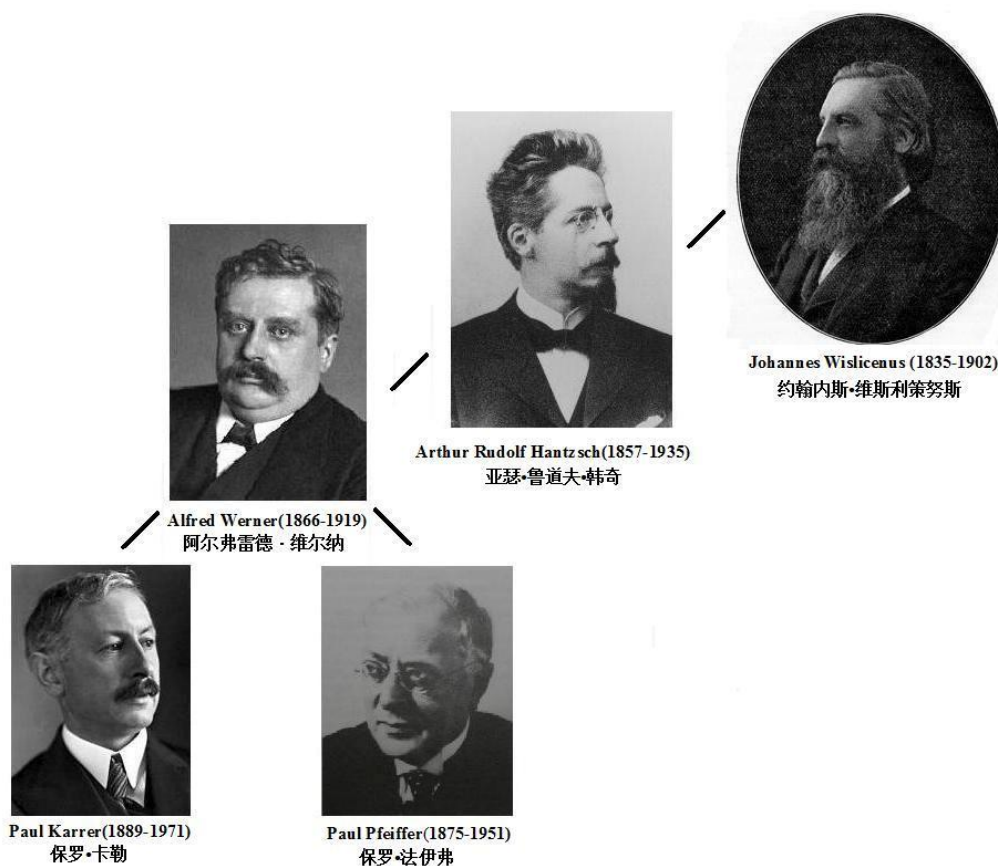 Johannes Wislicenus (1835-1902)
约翰内斯•维斯利策努斯
Arthur Rudolf Hantzsch(1857-1935)
亚瑟•鲁道夫•韩奇
Alfred Werner(1866-1919)
阿尔弗雷德 · 维尔纳
Paul Karrer(1889-1971)
保罗•卡勒
Paul Pfeiffer(1875-1951)
保罗•法伊弗